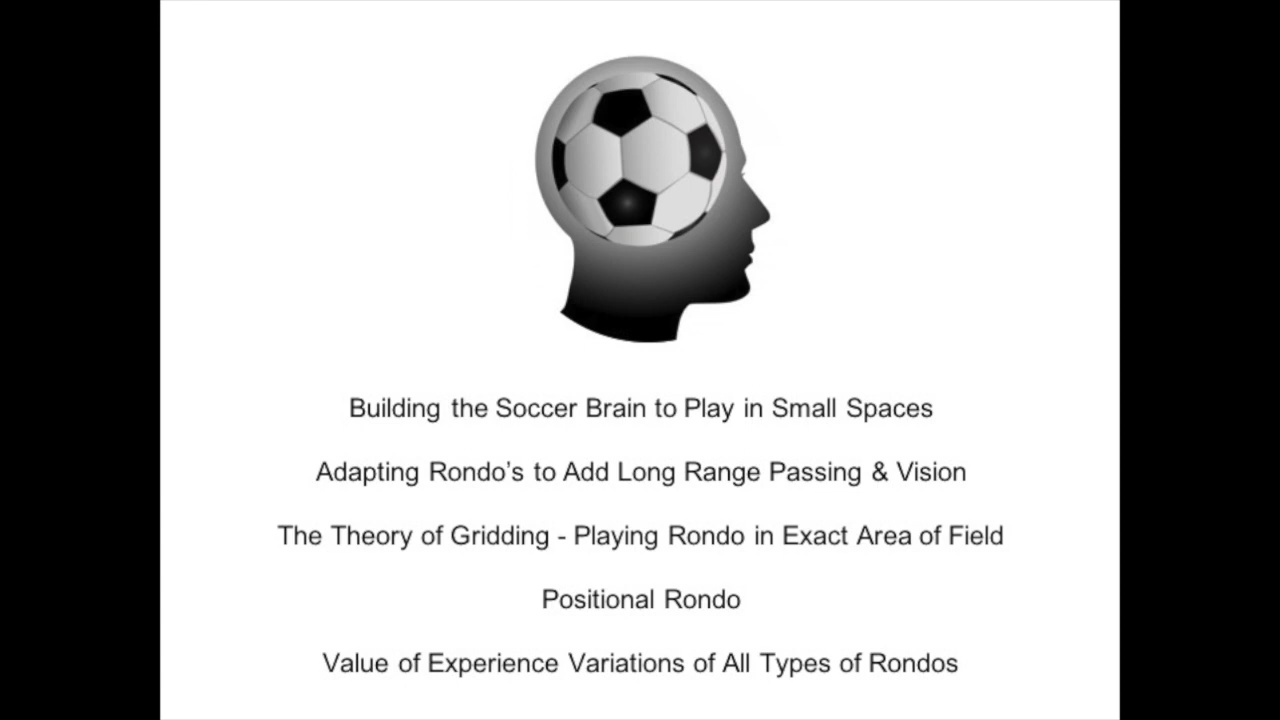 Building the Soccer Brain to Play in Small Spaces
Adapting Rondo’s to Add Long Range Passing & Vision
The Theory of Gridding - Playing Rondo in Exact Area of Field
Positional Rondo
Value of Experience Variations of All Types of Rondos